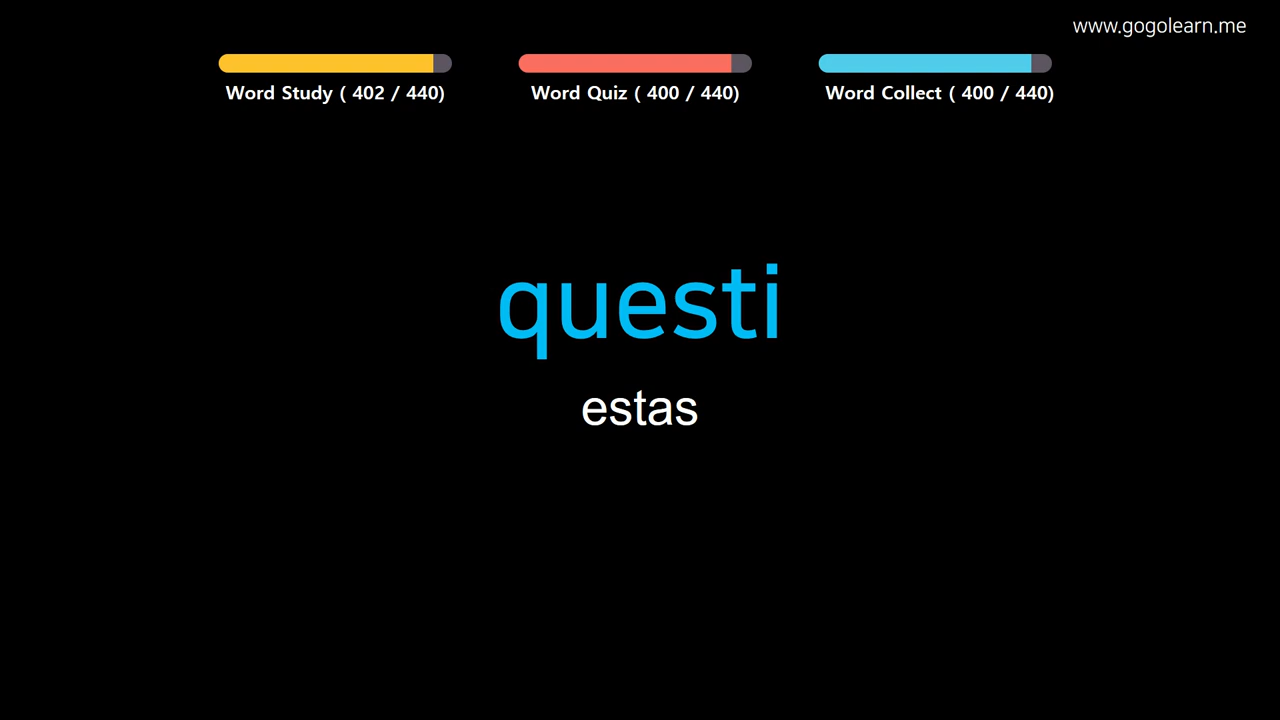 www.gogolearn.me
Word Study ( 402 / 440)
Word Quiz ( 400 / 440)
Word Collect ( 400 / 440)
questi
estas